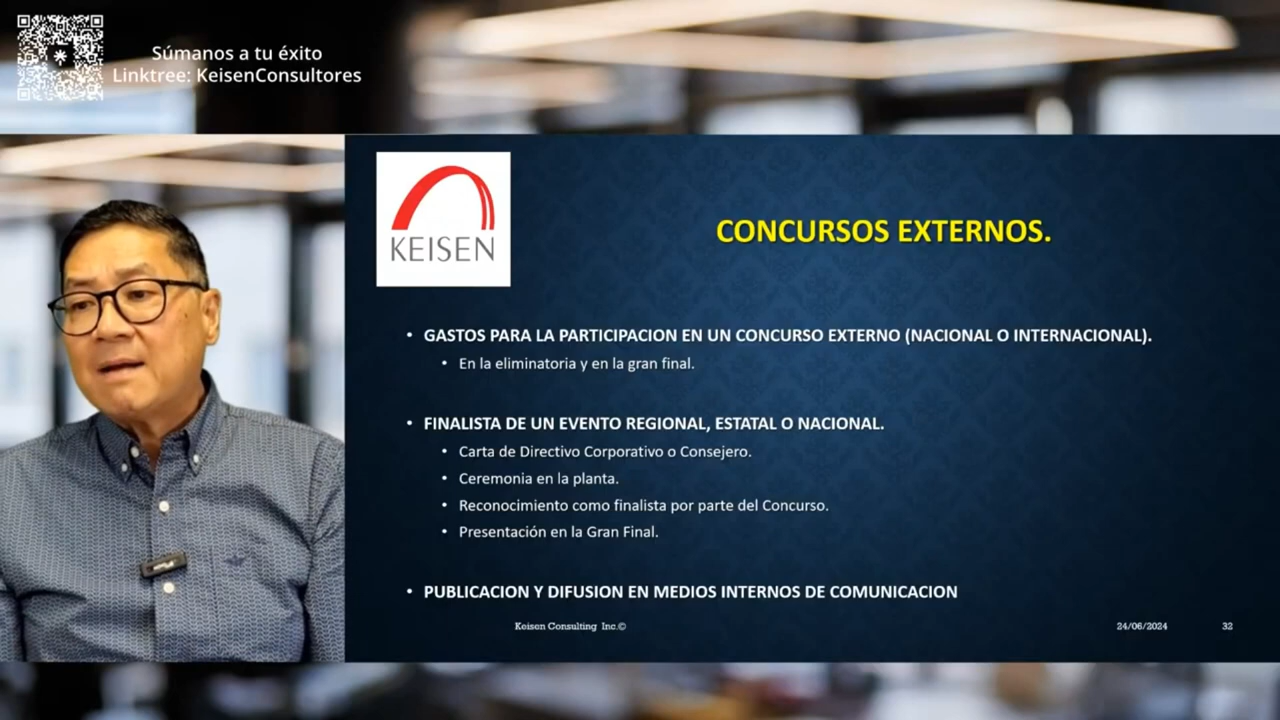 Súmanos a tu éxito
Linktree: KeisenConsultores
KEISEN
CONCURSOS EXTERNOS.
• GASTOS PARA LA PARTICIPACION EN UN CONCURSO EXTERNO (NACIONAL O INTERNACIONAL).
• En la eliminatoria y en la gran final.
• FINALISTA DE UN EVENTO REGIONAL, ESTATAL O NACIONAL.
• Carta de Directivo Corporativo o Consejero.
• Ceremonia en la planta.
• Reconocimiento como finalista por parte del Concurso.
• Presentación en la Gran Final.
• PUBLICACION Y DIFUSION EN MEDIOS INTERNOS DE COMUNICACION
Keisen Consulting Inc.© 24/06/2024 32